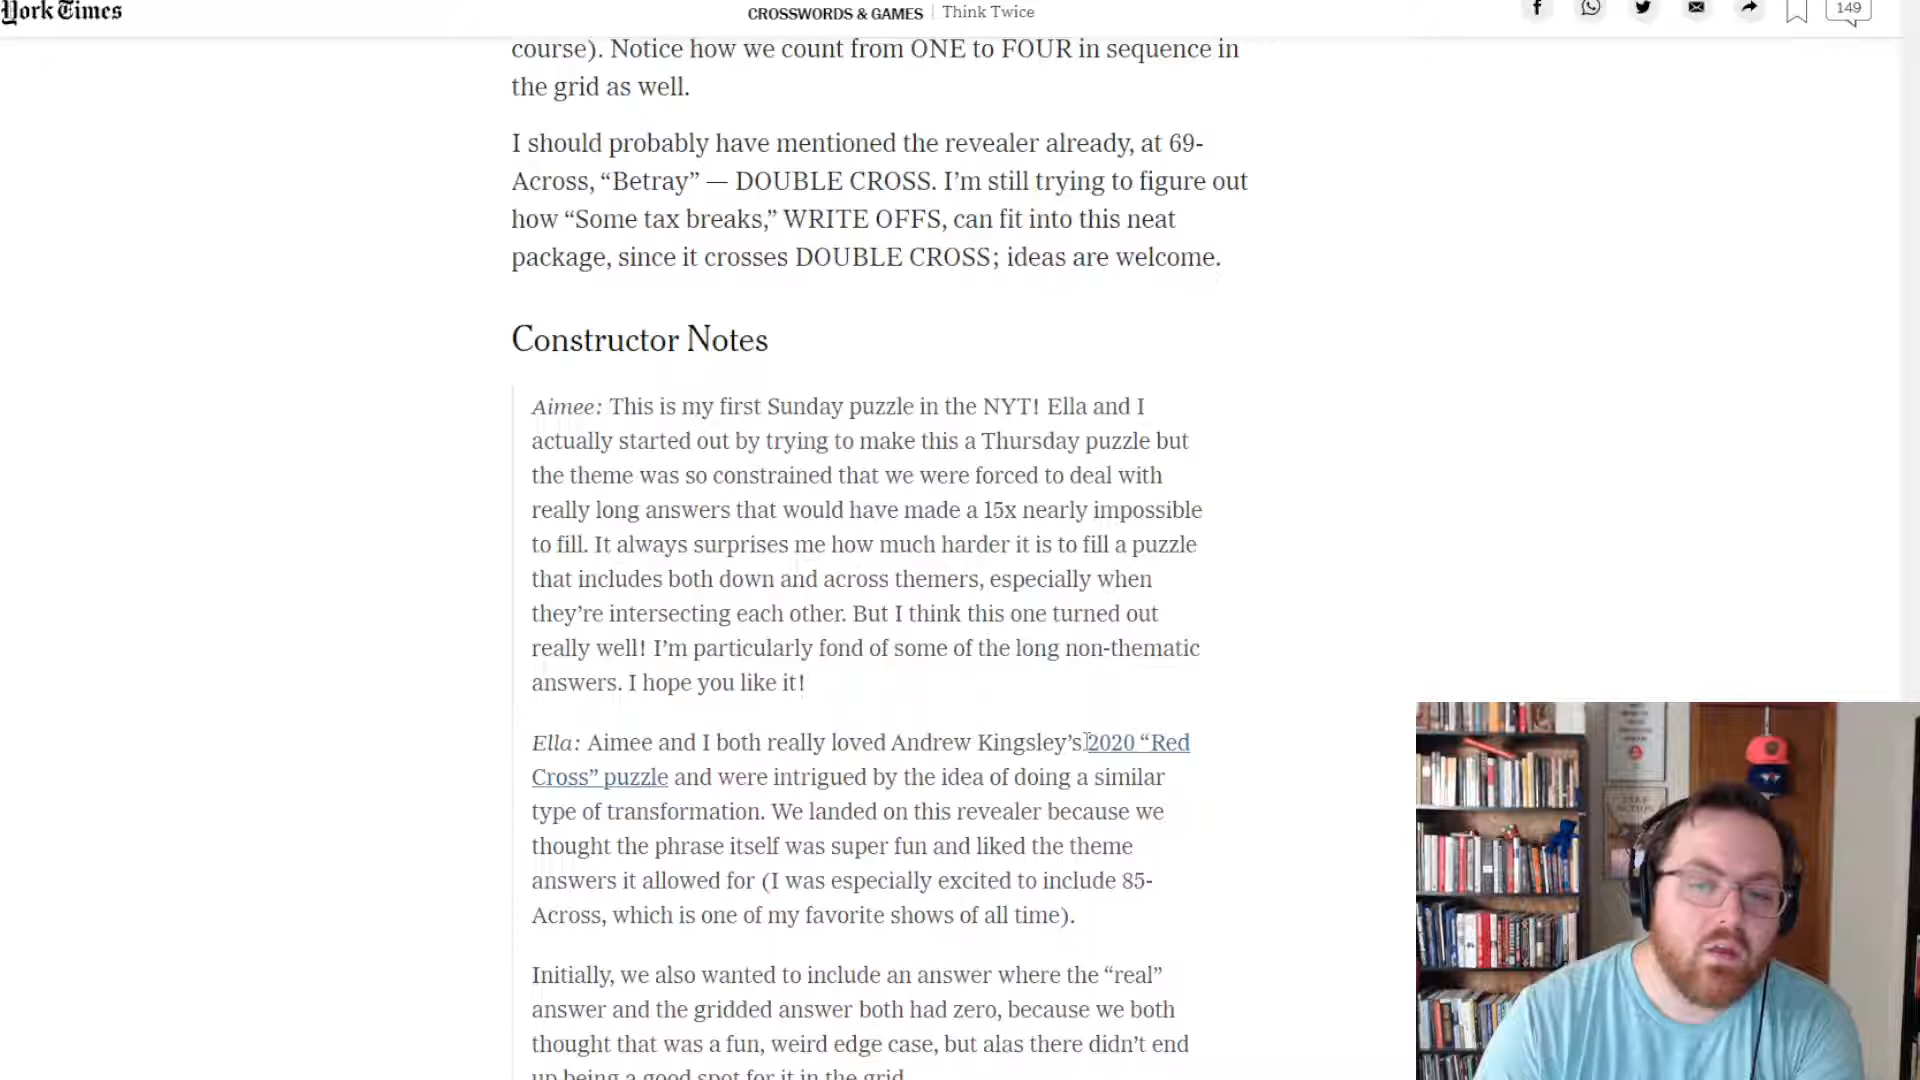 York Times
CROSSWORDS & GAMES | Think Twice
149
course). Notice how we count from ONE to FOUR in sequence in
the grid as well.
I should probably have mentioned the revealer already, at 69-
Across, “Betray” — DOUBLE CROSS. I’m still trying to figure out
how “Some tax breaks,” WRITE OFFS, can fit into this neat
package, since it crosses DOUBLE CROSS; ideas are welcome.
Constructor Notes
Aimee: This is my first Sunday puzzle in the NYT! Ella and I
actually started out by trying to make this a Thursday puzzle but
the theme was so constrained that we were forced to deal with
really long answers that would have made a 15x nearly impossible
to fill. It always surprises me how much harder it is to fill a puzzle
that includes both down and across themers, especially when
they’re intersecting each other. But I think this one turned out
really well! I’m particularly fond of some of the long non-thematic
answers. I hope you like it!
Ella: Aimee and I both really loved Andrew Kingsley’s 2020 “Red
Cross” puzzle and were intrigued by the idea of doing a similar
type of transformation. We landed on this revealer because we
thought the phrase itself was super fun and liked the theme
answers it allowed for (I was especially excited to include 85-
Across, which is one of my favorite shows of all time).
Initially, we also wanted to include an answer where the “real”
answer and the gridded answer both had zero, because we both
thought that was a fun, weird edge case, but alas there didn’t end
up being a good spot for it in the grid.